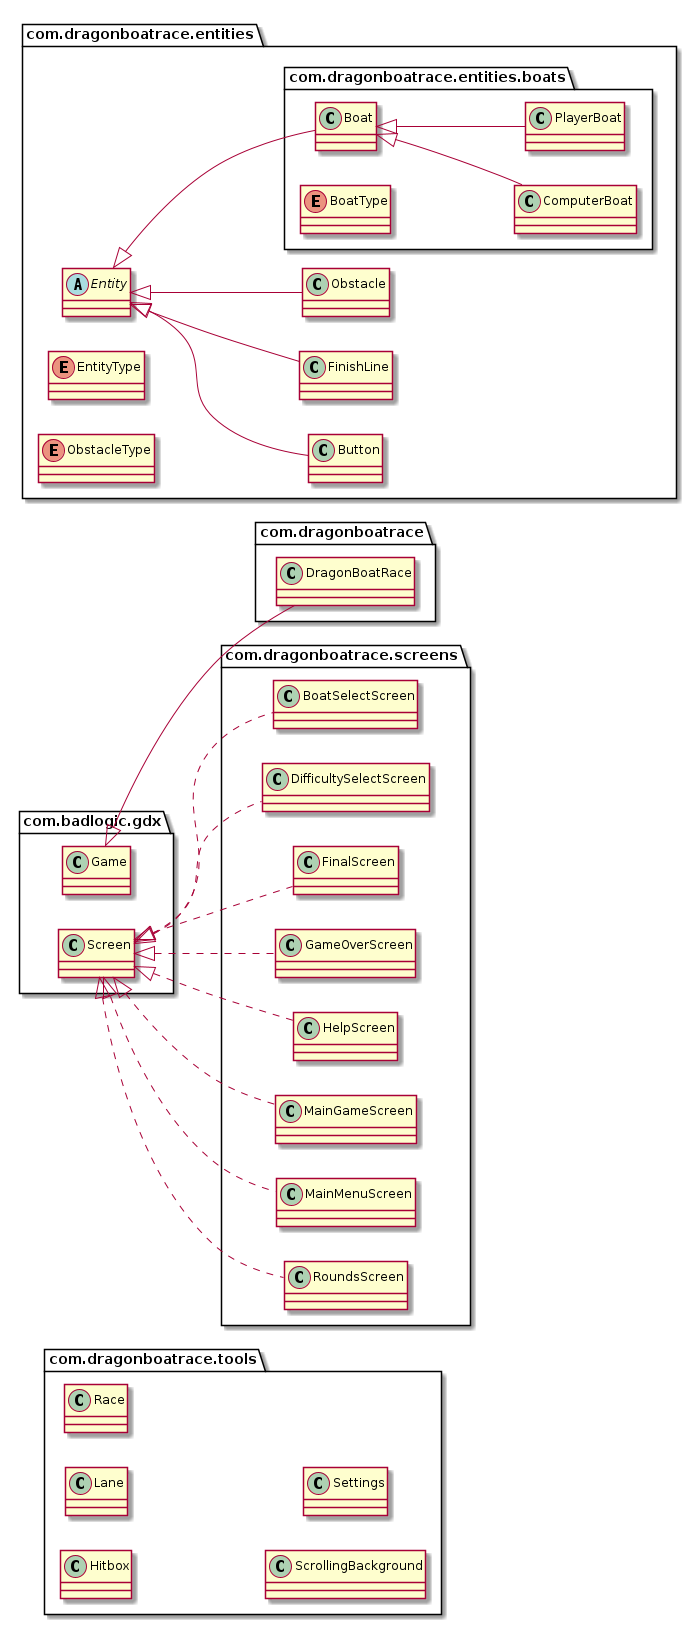 com.dragonboatrace.entities
com.dragonboatrace.entities.boats
C Boat
C PlayerBoat
E BoatType
C ComputerBoat
A Entity
C Obstacle
E EntityType
C FinishLine
E ObstacleType
C Button
com.dragonboatrace
C DragonBoatRace
com.dragonboatrace.screens
C BoatSelectScreen
C DifficultySelectScreen
com.badlogic.gdx
C Game
C FinalScreen
C Screen
C GameOverScreen
C HelpScreen
C MainGameScreen
C MainMenuScreen
C RoundsScreen
com.dragonboatrace.tools
C Race
C Lane
C Settings
C Hitbox
C ScrollingBackground